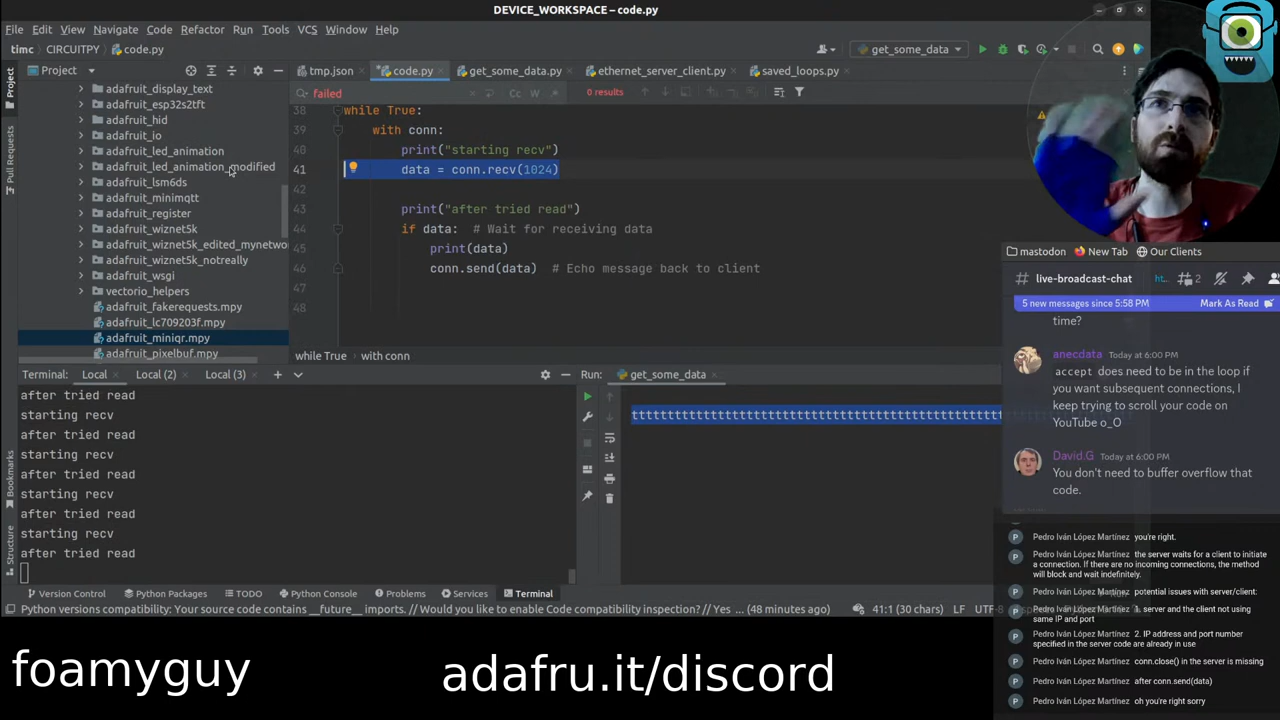 DEVICE_WORKSPACE – code.py
File Edit View Navigate Code Refactor Run Tools VCS Window Help
timc CIRCUITPY code.py get_some_data
Project tmp.json code.py get_some_data.py ethernet_server_client.py saved_loops.py
Project
Pull Requests
Bookmarks
Structure
failed Cc W 0 results
adafruit_display_text
adafruit_esp32s2tft
adafruit_hid
adafruit_io
adafruit_led_animation
adafruit_led_animation_modified
adafruit_lsm6ds
adafruit_minimqtt
adafruit_register
adafruit_wiznet5k
adafruit_wiznet5k_edited_mynetwo
adafruit_wiznet5k_notreally
adafruit_wsgi
vectorio_helpers
adafruit_fakerequests.mpy
adafruit_lc709203f.mpy
adafruit_miniqr.mpy
adafruit_pixelbuf.mpy
38 while True:
39 with conn:
40 print("starting recv")
41 data = conn.recv(1024)
42
43 print("after tried read")
44 if data: # Wait for receiving data
45 print(data)
46 conn.send(data) # Echo message back to client
47
48
while True with conn
Terminal: Local Local (2) Local (3)
after tried read
starting recv
after tried read
starting recv
after tried read
starting recv
after tried read
starting recv
after tried read
Run: get_some_data
Version Control Python Packages TODO Python Console Problems Services Terminal
Python versions compatibility: Your source code contains __future__ imports. // Would you like to enable Code compatibility inspection? // Yes ... (48 minutes ago)
41:1 (30 chars) LF UTF-8
mastodon New Tab Our Clients
# live-broadcast-chat ht... 2
5 new messages since 5:58 PM Mark As Read
time?
anecdata Today at 6:00 PM
accept does need to be in the loop if
you want subsequent connections, I
keep trying to scroll your code on
YouTube o_O
David.G Today at 6:00 PM
You don't need to buffer overflow that
code.
P Pedro Iván López Martínez you're right.
P Pedro Iván López Martínez the server waits for a client to initiate
a connection. If there are no incoming connections, the method
will block and wait indefinitely.
P Pedro Iván López Martínez potential issues with server/client:
P Pedro Iván López Martínez 1. server and the client not using
same IP and port
P Pedro Iván López Martínez 2. IP address and port number
specified in the server code are already in use
P Pedro Iván López Martínez conn.close() in the server is missing
P Pedro Iván López Martínez after conn.send(data)
P Pedro Iván López Martínez oh you're right sorry
foamyguy adafru.it/discord